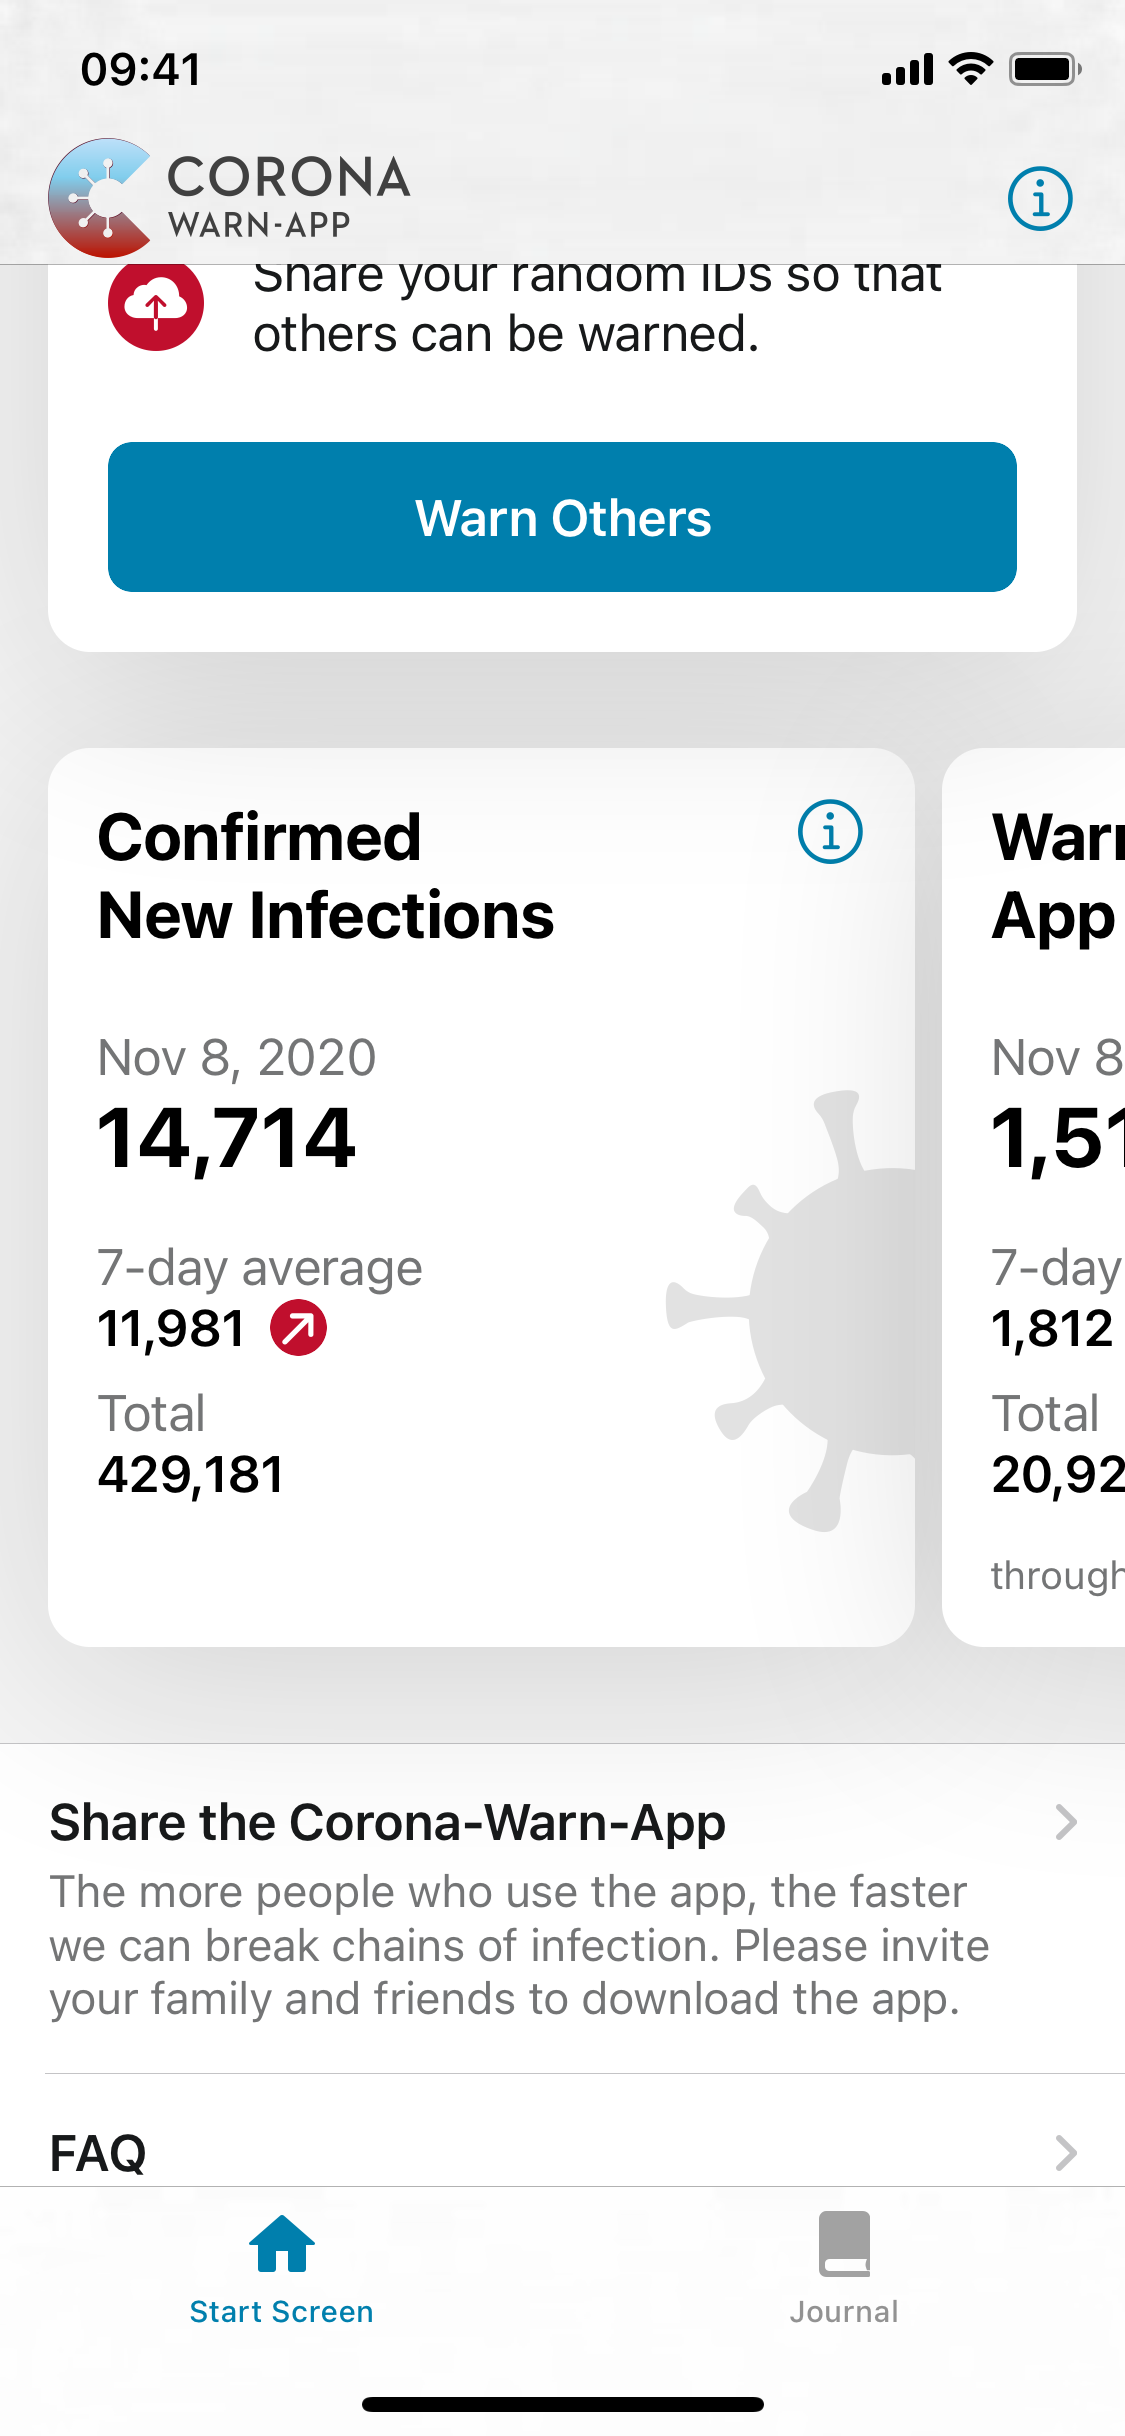 09:41
CORONA
WARN-APP
Share your random IDs so that
others can be warned.
Warn Others
Confirmed
New Infections
Nov 8, 2020
14,714
7-day average
11,981
Total
429,181
App
Nov 8
1,51
7-day
1,812
Total
20,92
through
Share the Corona-Warn-App
The more people who use the app, the faster
we can break chains of infection. Please invite
your family and friends to download the app.
FAQ
Start Screen
Journal